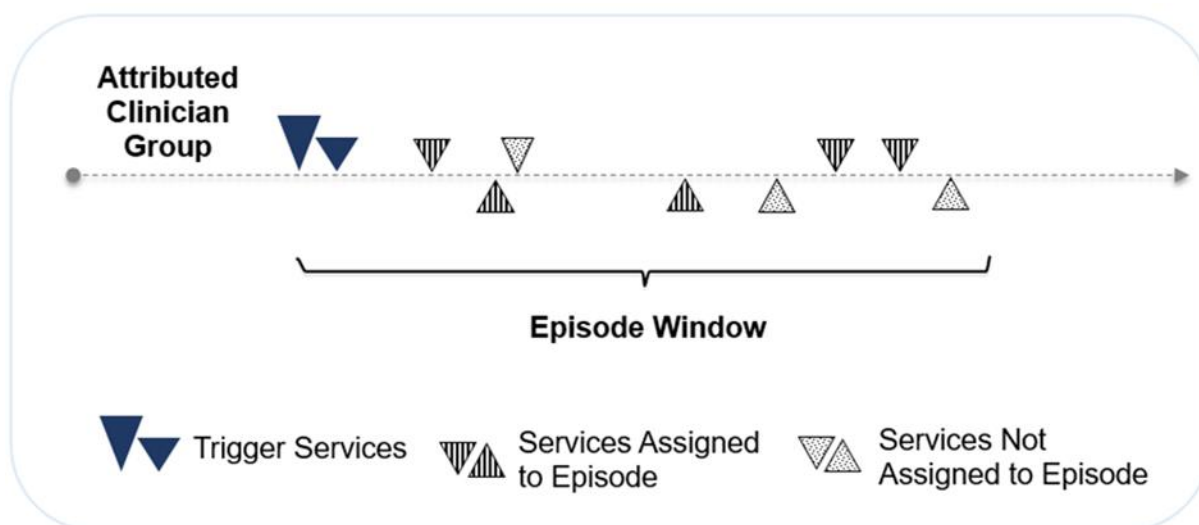 Attributed
Clinician
Group
Episode Window
Trigger Services
Services Assigned
to Episode
Services Not
Assigned to Episode